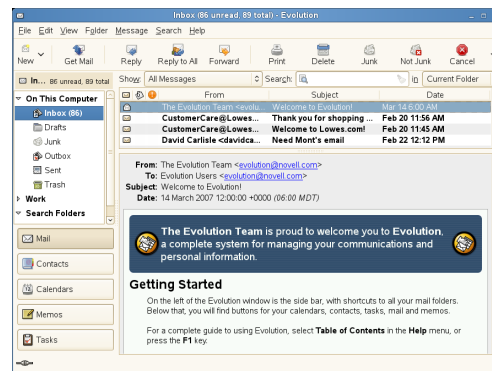 Inbox (86 unread, 89 total) - Evolution
File Edit View Folder Message Search Help
New Get Mail Reply Reply to All Forward Print Delete Junk Not Junk Cancel
In... 86 unread, 89 total Show: All Messages Search: in Current Folder
On This Computer
Inbox (86)
Drafts
Junk
Outbox
Sent
Trash
Work
Search Folders
Mail
Contacts
Calendars
Memos
Tasks
From Subject Date
The Evolution Team <evolu... Welcome to Evolution! Mar 14 6:00 AM
CustomerCare@Lowes... Thank you for shopping ... Feb 20 11:56 AM
CustomerCare@Lowes... Welcome to Lowes.com! Feb 20 11:45 AM
David Carlisle <davidca... Need Mont's email Feb 22 12:12 PM
From: The Evolution Team <evolution@novell.com>
To: Evolution Users <evolution@novell.com>
Subject: Welcome to Evolution!
Date: 14 March 2007 12:00:00 +0000 (06:00 MDT)
The Evolution Team is proud to welcome you to Evolution,
a complete system for managing your communications and
personal information.
Getting Started
On the left of the Evolution window is the side bar, with shortcuts to all your mail folders.
Below that, you will find buttons for your calendars, contacts, tasks, mail and memos.
For a complete guide to using Evolution, select Table of Contents in the Help menu, or
press the F1 key.